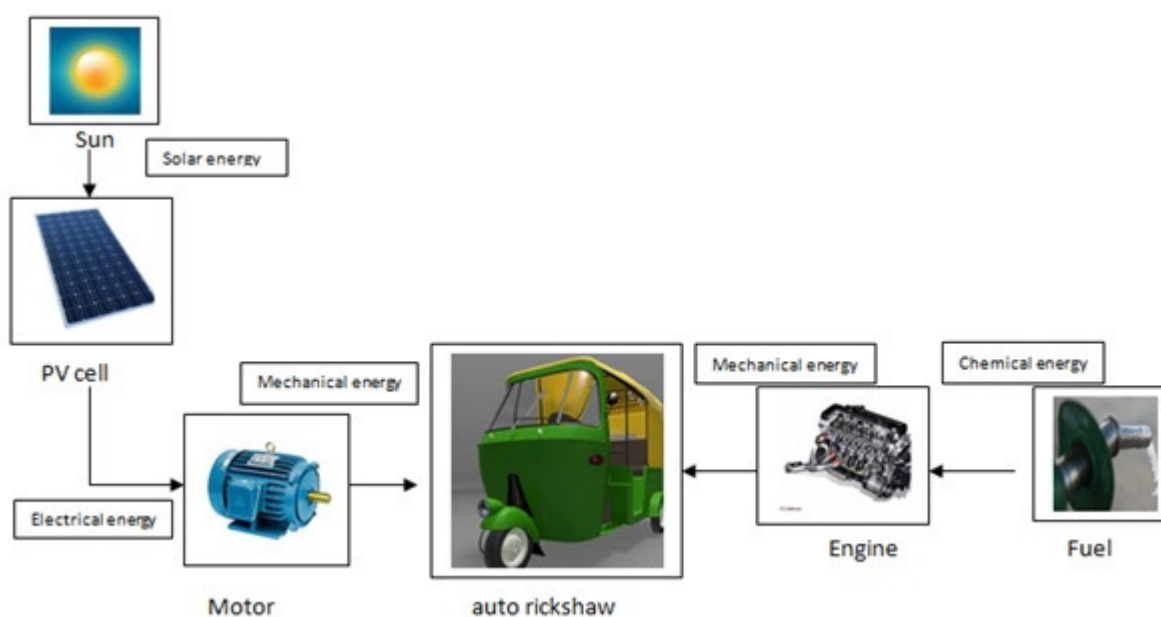 Sun
Solar energy
PV cell
Mechanical energy
Mechanical energy
Chemical energy
Electrical energy
Engine
Fuel
Motor
auto rickshaw